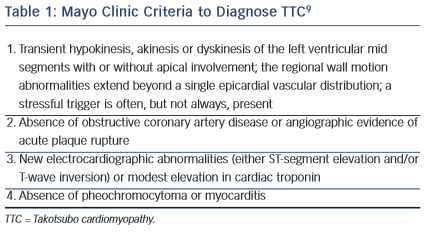 Table 1: Mayo Clinic Criteria to Diagnose TTC9
1. Transient hypokinesis, akinesis or dyskinesis of the left ventricular mid
segments with or without apical involvement; the regional wall motion
abnormalities extend beyond a single epicardial vascular distribution; a
stressful trigger is often, but not always, present
2. Absence of obstructive coronary artery disease or angiographic evidence of
acute plaque rupture
3. New electrocardiographic abnormalities (either ST-segment elevation and/or
T-wave inversion) or modest elevation in cardiac troponin
4. Absence of pheochromocytoma or myocarditis
TTC = Takotsubo cardiomyopathy.